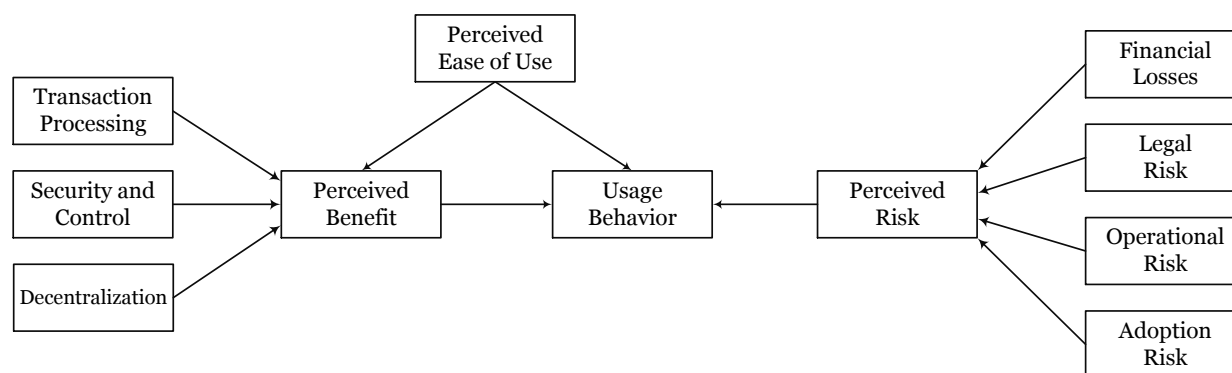 Perceived
Ease of Use
Transaction
Processing
Security and
Control
Decentralization
Perceived
Benefit
Usage
Behavior
Perceived
Risk
Financial
Losses
Legal
Risk
Operational
Risk
Adoption
Risk